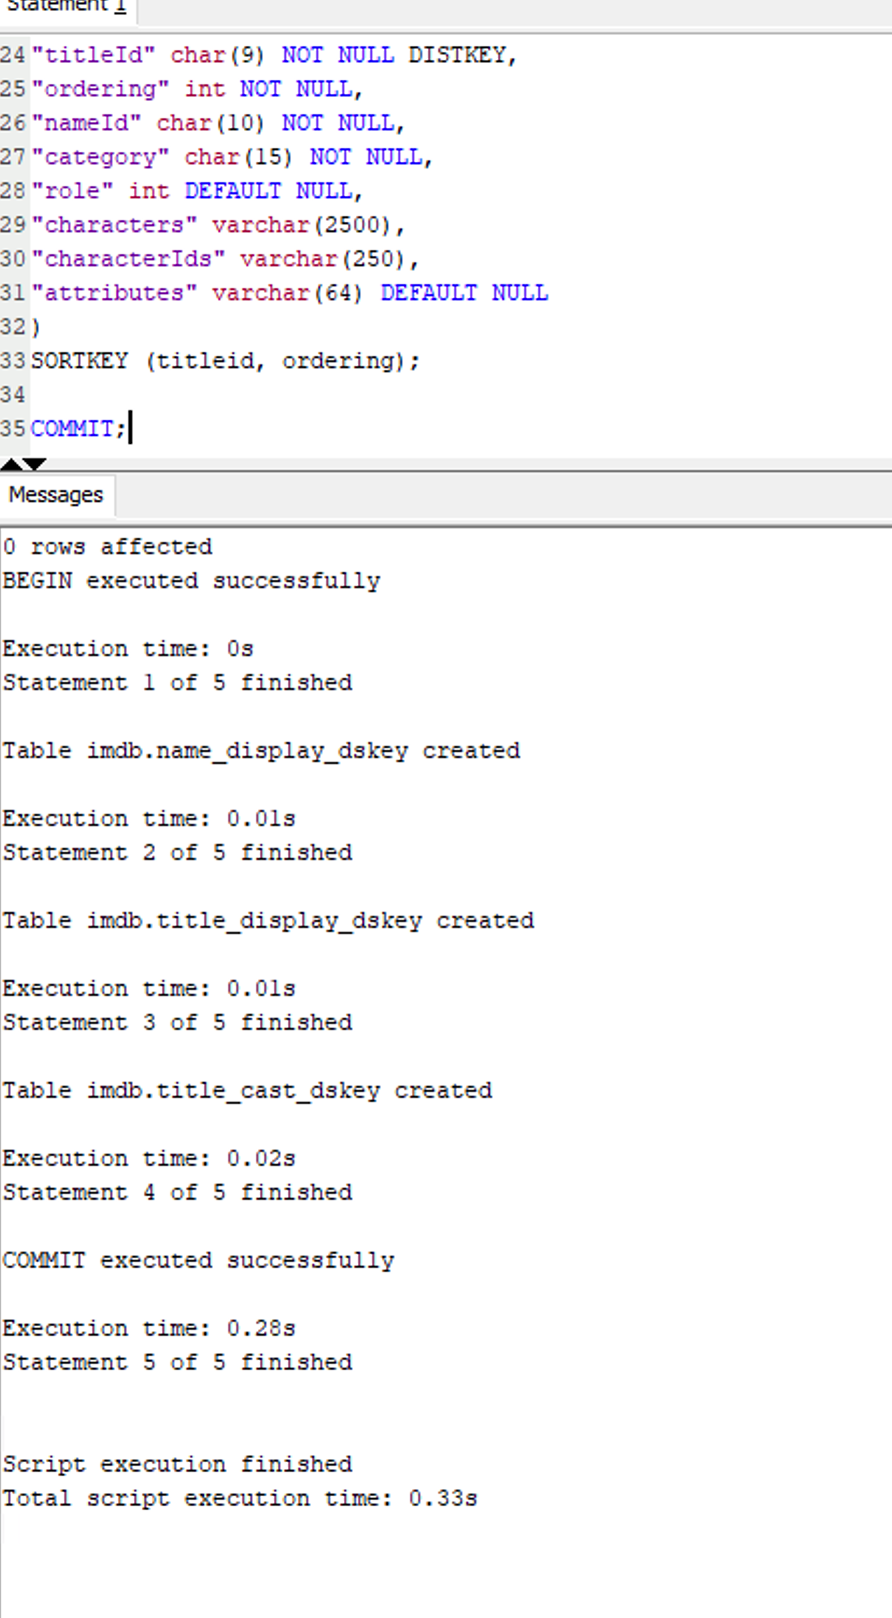 Statement 1
24 "titleId" char(9) NOT NULL DISTKEY,
25 "ordering" int NOT NULL,
26 "nameId" char(10) NOT NULL,
27 "category" char(15) NOT NULL,
28 "role" int DEFAULT NULL,
29 "characters" varchar(2500),
30 "characterIds" varchar(250),
31 "attributes" varchar(64) DEFAULT NULL
32 )
33 SORTKEY (titleid, ordering);
34
35 COMMIT;
Messages
0 rows affected
BEGIN executed successfully
Execution time: 0s
Statement 1 of 5 finished
Table imdb.name_display_dskey created
Execution time: 0.01s
Statement 2 of 5 finished
Table imdb.title_display_dskey created
Execution time: 0.01s
Statement 3 of 5 finished
Table imdb.title_cast_dskey created
Execution time: 0.02s
Statement 4 of 5 finished
COMMIT executed successfully
Execution time: 0.28s
Statement 5 of 5 finished
Script execution finished
Total script execution time: 0.33s